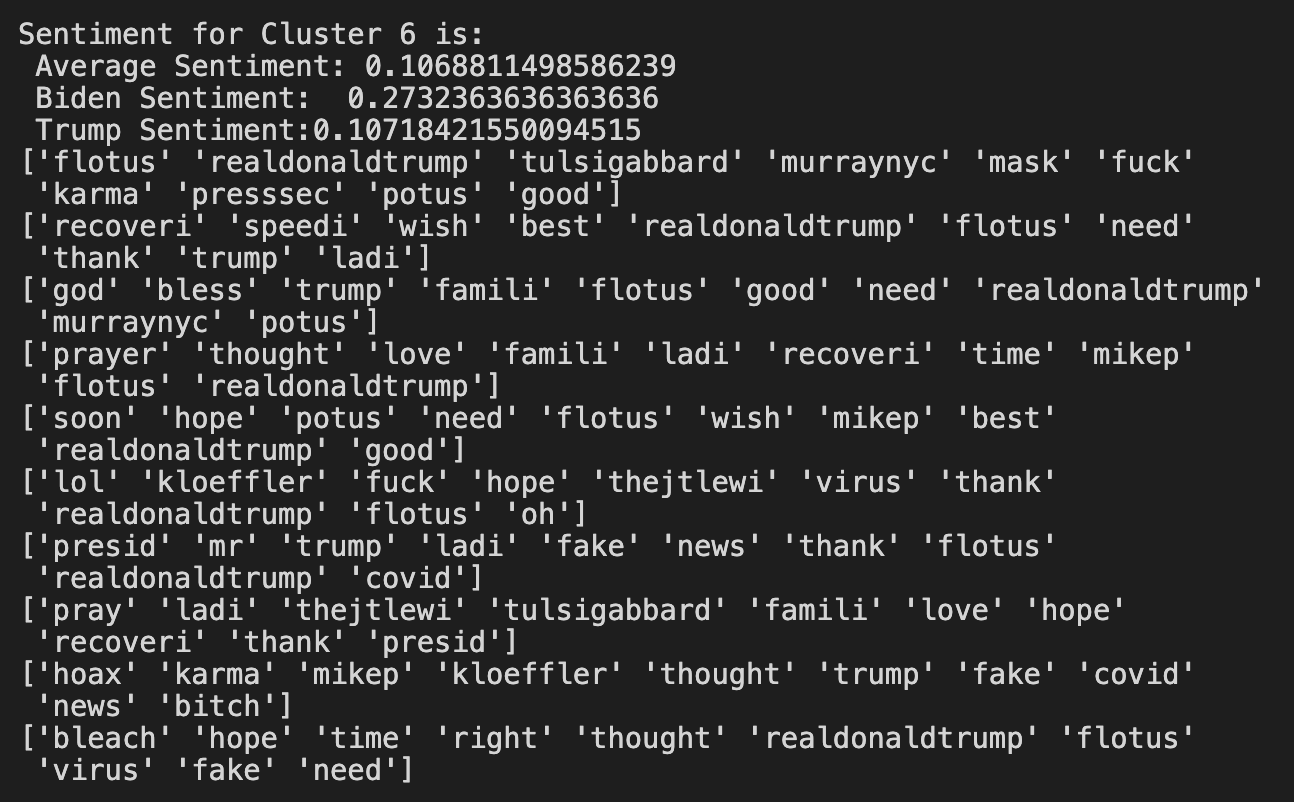 Sentiment for Cluster 6 is:
Average Sentiment: 0.1068811498586239
Biden Sentiment:  0.2732363636363636
Trump Sentiment:0.10718421550094515
['flotus' 'realdonaldtrump' 'tulsigabbard' 'murraynyc' 'mask' 'fuck'
'karma' 'presssec' 'potus' 'good']
['recoveri' 'speedi' 'wish' 'best' 'realdonaldtrump' 'flotus' 'need'
'thank' 'trump' 'ladi']
['god' 'bless' 'trump' 'famili' 'flotus' 'good' 'need' 'realdonaldtrump'
'murraynyc' 'potus']
['prayer' 'thought' 'love' 'famili' 'ladi' 'recoveri' 'time' 'mikep'
'flotus' 'realdonaldtrump']
['soon' 'hope' 'potus' 'need' 'flotus' 'wish' 'mikep' 'best'
'realdonaldtrump' 'good']
['lol' 'kloeffler' 'fuck' 'hope' 'thejtlewi' 'virus' 'thank'
'realdonaldtrump' 'flotus' 'oh']
['presid' 'mr' 'trump' 'ladi' 'fake' 'news' 'thank' 'flotus'
'realdonaldtrump' 'covid']
['pray' 'ladi' 'thejtlewi' 'tulsigabbard' 'famili' 'love' 'hope'
'recoveri' 'thank' 'presid']
['hoax' 'karma' 'mikep' 'kloeffler' 'thought' 'trump' 'fake' 'covid'
'news' 'bitch']
['bleach' 'hope' 'time' 'right' 'thought' 'realdonaldtrump' 'flotus'
'virus' 'fake' 'need']